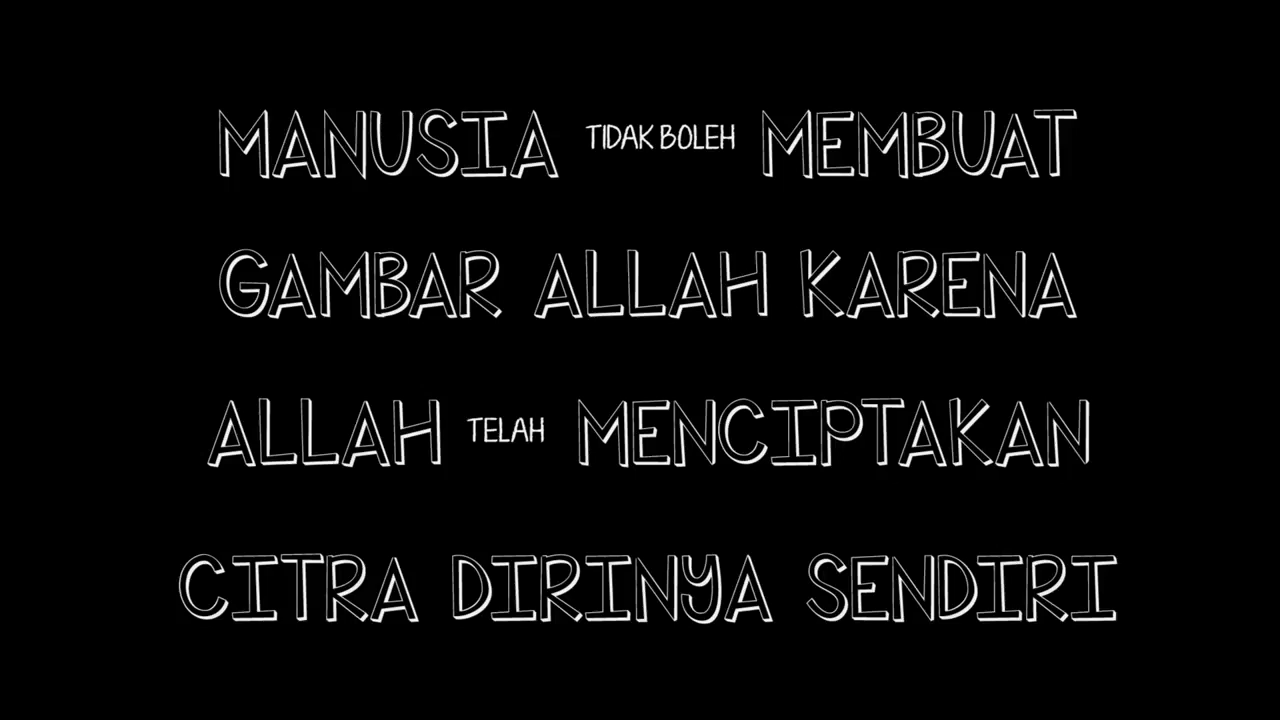 MANUSIA TIDAK BOLEH MEMBUAT
GAMBAR ALLAH KARENA
ALLAH TELAH MENCIPTAKAN
CITRA DIRINYA SENDIRI